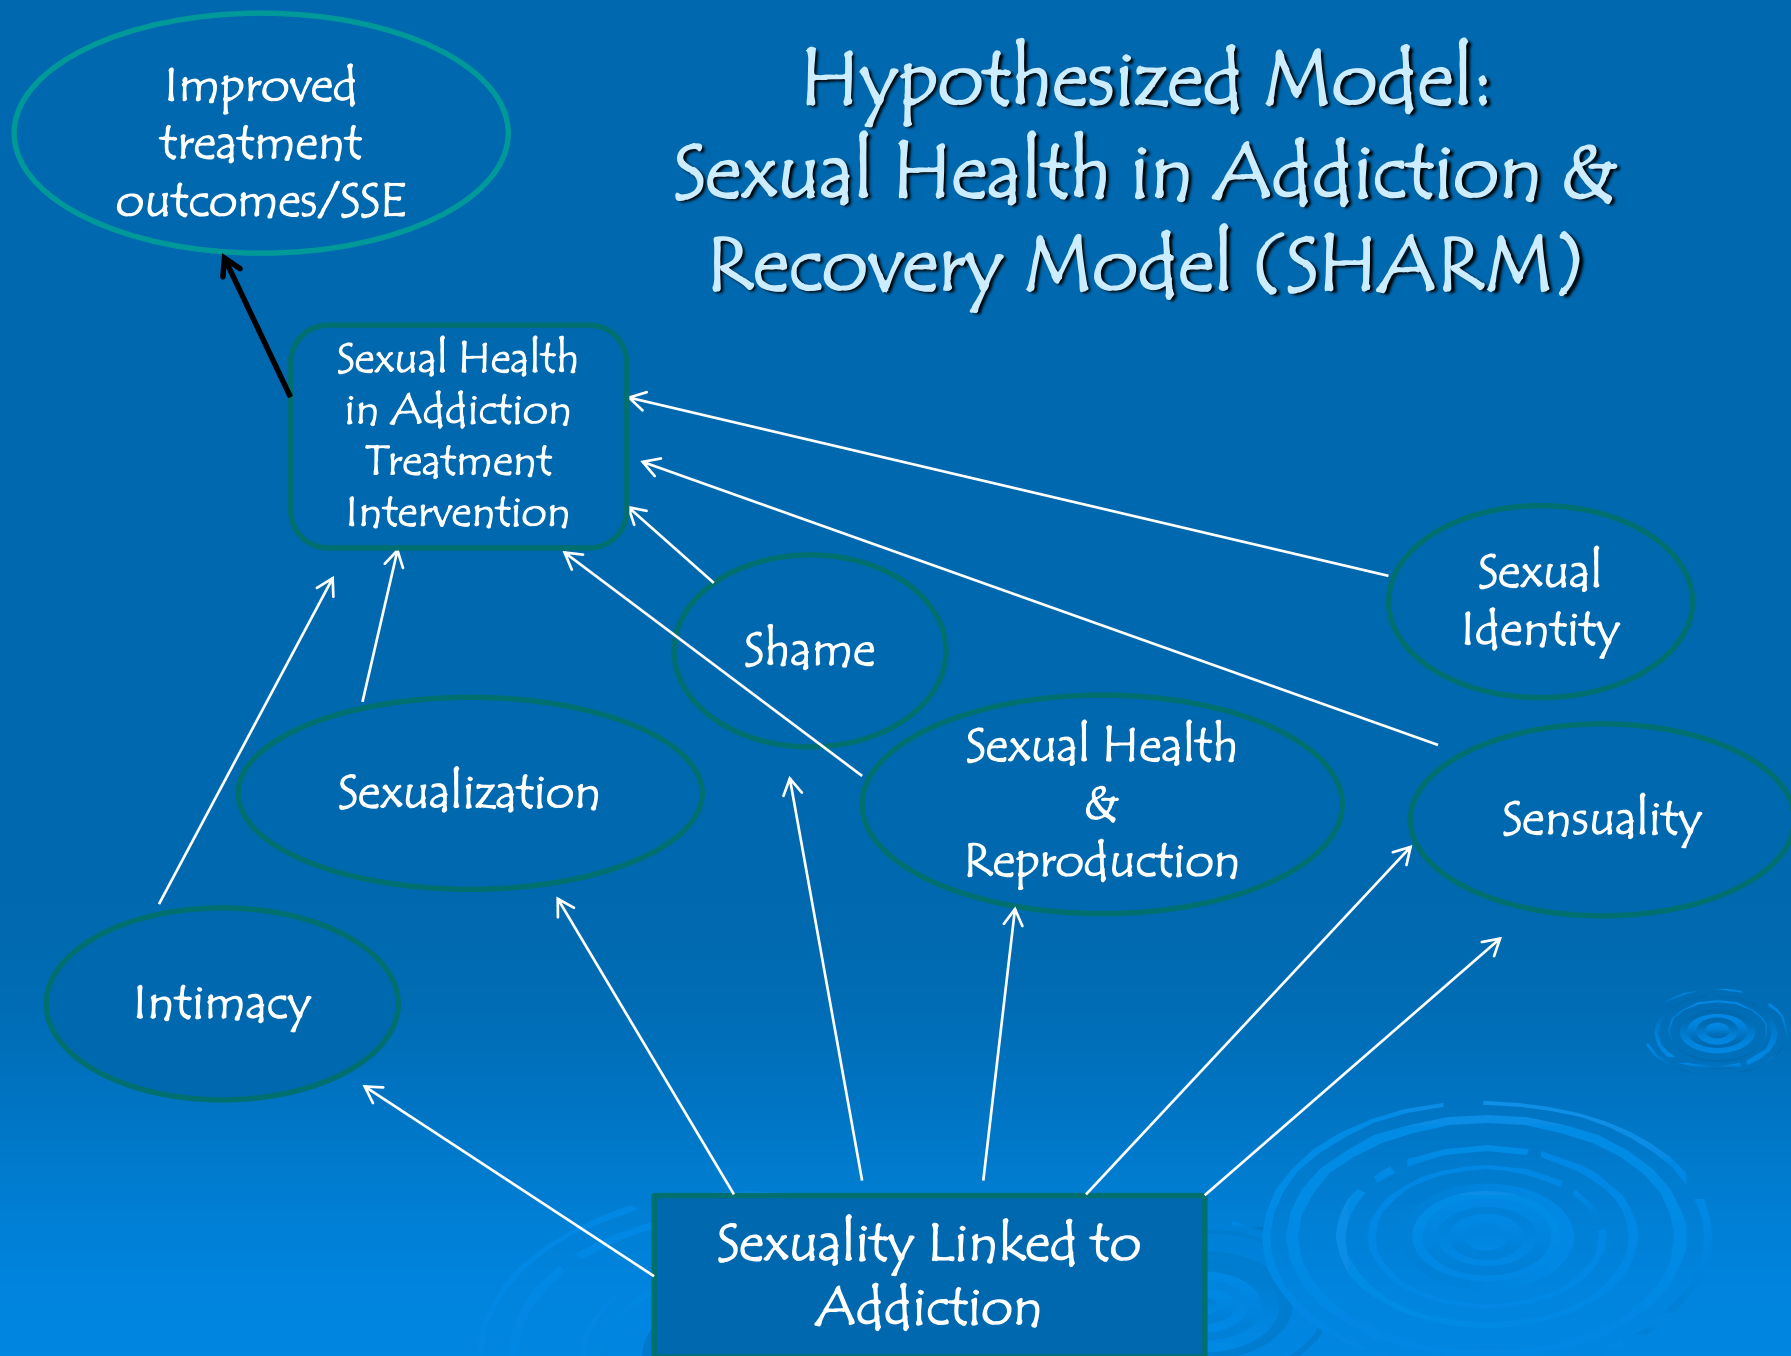 Improved
treatment
outcomes/SSE
Hypothesized Model:
Sexual Health in Addiction &
Recovery Model (SHARM)
Sexual Health
in Addiction
Treatment
Intervention
Sexual
Identity
Shame
Sexual Health
&
Reproduction
Sexualization
Sensuality
Intimacy
Sexuality Linked to
Addiction